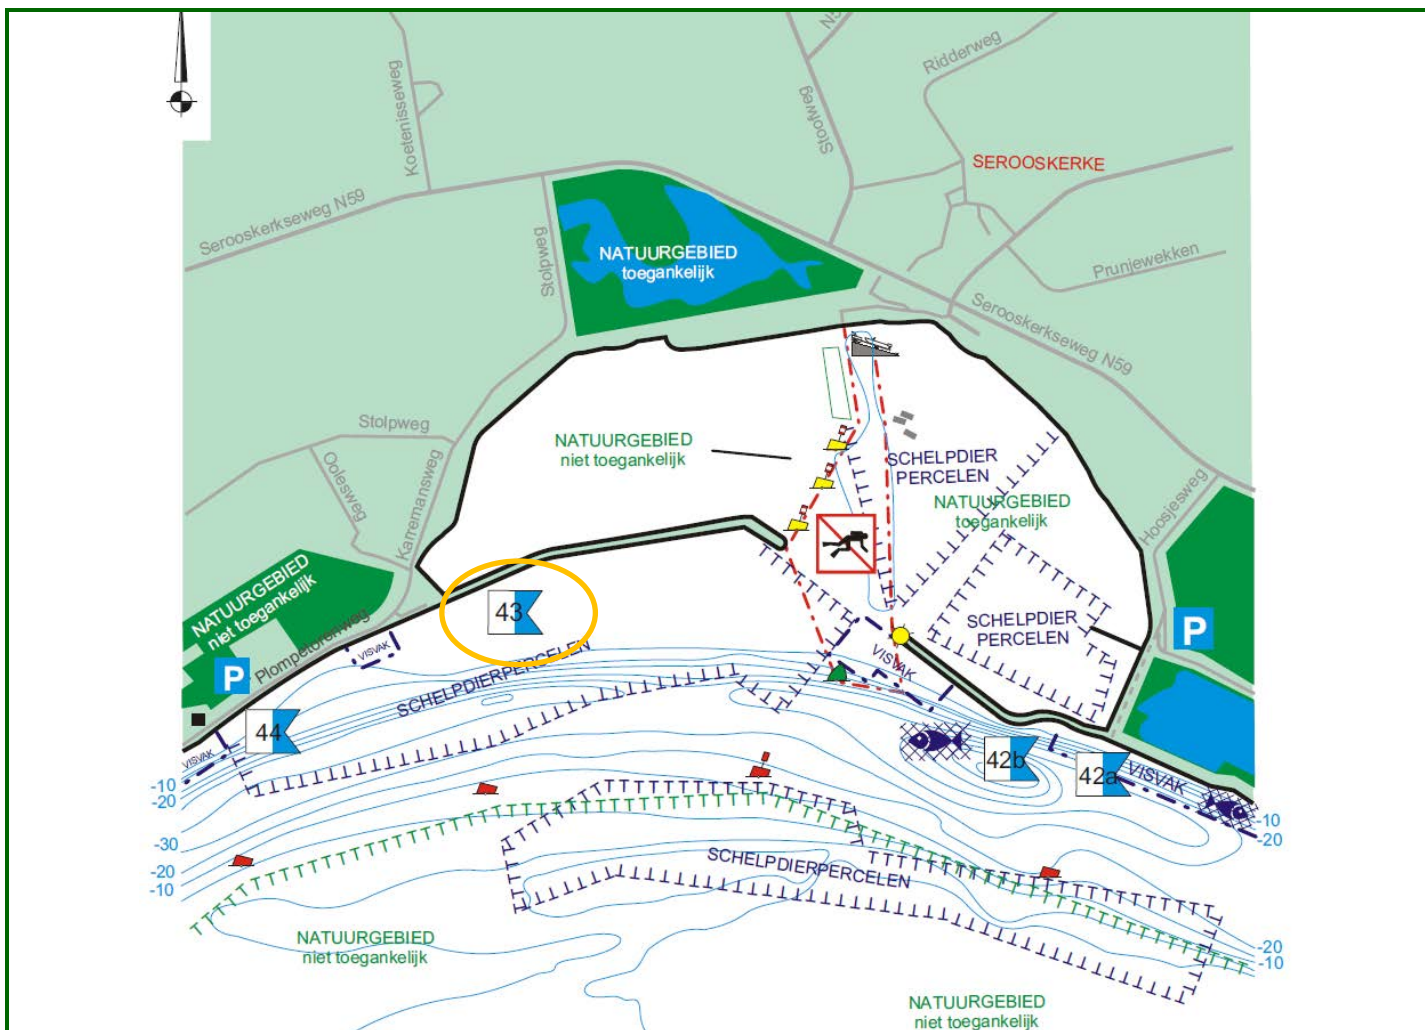 N5
Ridderweg
Koetenisseweg
Stoofweg
SEROOSKERKE
Serooskerkseweg N59
Stolpweg
NATUURGEBIED
toegankelijk
Prunjewekken
Serooskerkseweg N59
Stolpweg
Oolesweg
Karremansweg
NATUURGEBIED
niet toegankelijk
SCHELPDIER
PERCELEN
NATUURGEBIED
toegankelijk
Hoosjesweg
NATUURGEBIED
niet toegankelijk
43
SCHELPDIER
PERCELEN
P
Plompetorenweg
VISVAK
P
SCHELPDIERPERCELEN
VISVAK
44
VISVAK
42b
42a
VISVAK
-10
-20
-10
-20
-30
-20
-10
SCHELPDIERPERCELEN
NATUURGEBIED
niet toegankelijk
-20
-10
NATUURGEBIED
niet toegankelijk